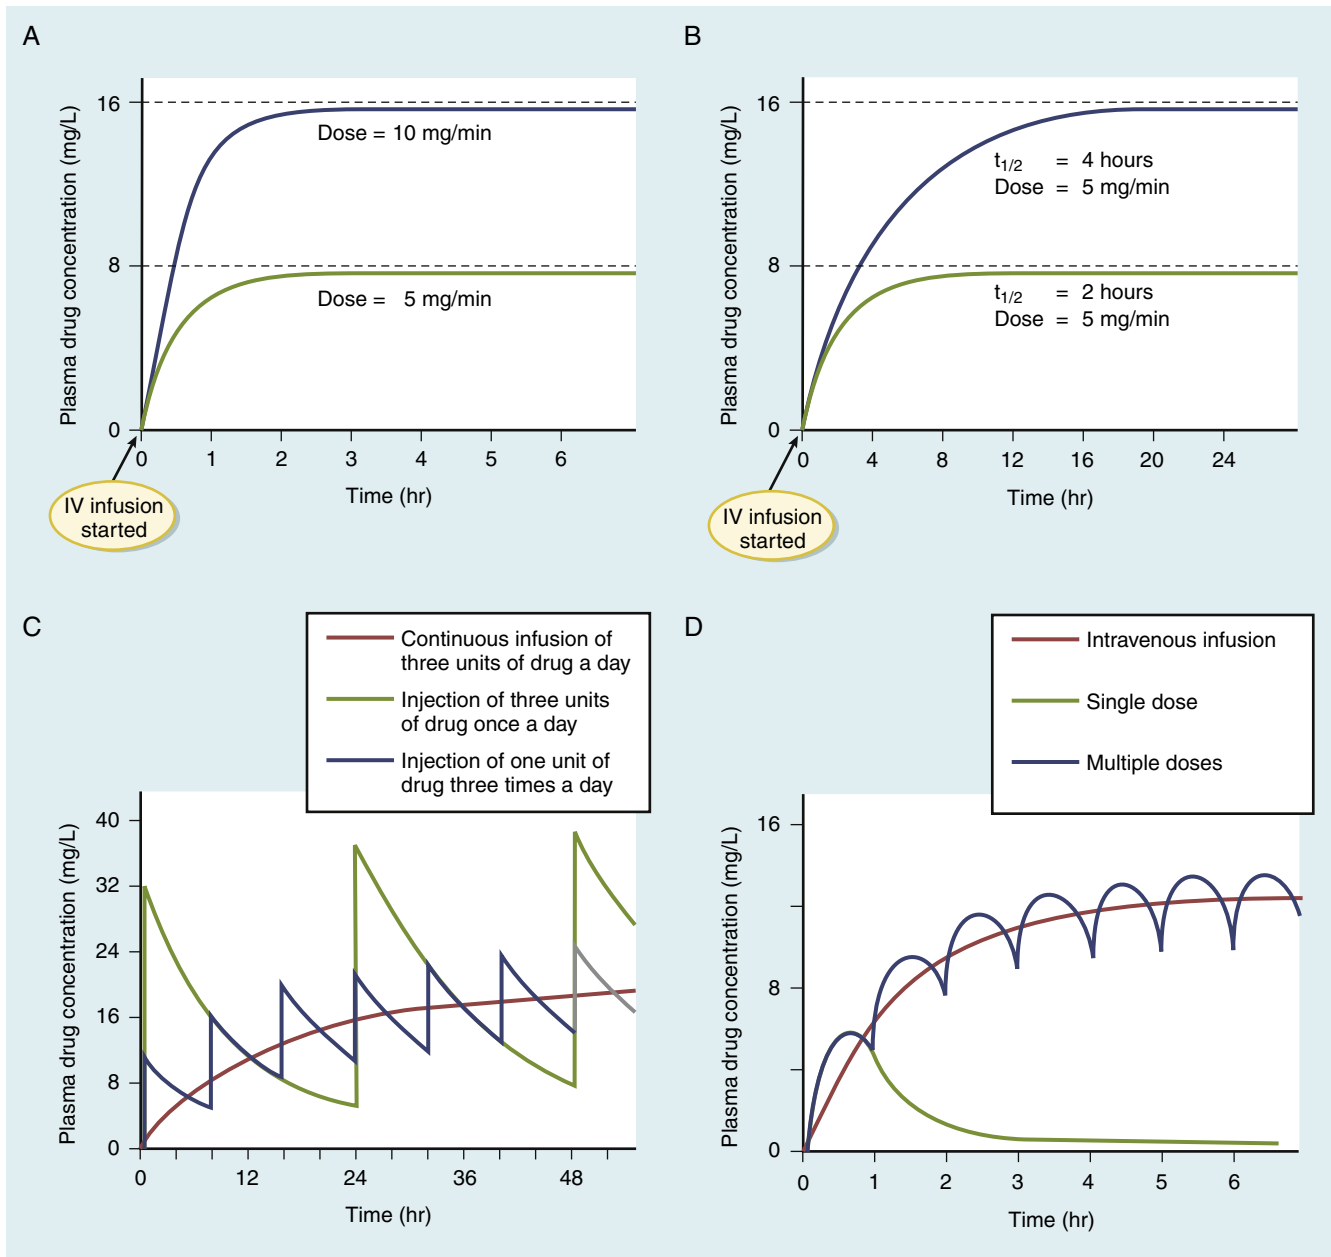 A
Plasma drug concentration (mg/L)
16
8
0
Dose = 10 mg/min
Dose = 5 mg/min
0 1 2 3 4 5 6
Time (hr)
IV infusion
started
B
Plasma drug concentration (mg/L)
16
8
0
t1/2 = 4 hours
Dose = 5 mg/min
t1/2 = 2 hours
Dose = 5 mg/min
0 4 8 12 16 20 24
Time (hr)
IV infusion
started
C
Continuous infusion of
three units of drug a day
Injection of three units
of drug once a day
Injection of one unit of
drug three times a day
Plasma drug concentration (mg/L)
40
32
24
16
8
0
0 12 24 36 48
Time (hr)
D
Intravenous infusion
Single dose
Multiple doses
Plasma drug concentration (mg/L)
16
8
0
0 1 2 3 4 5 6
Time (hr)